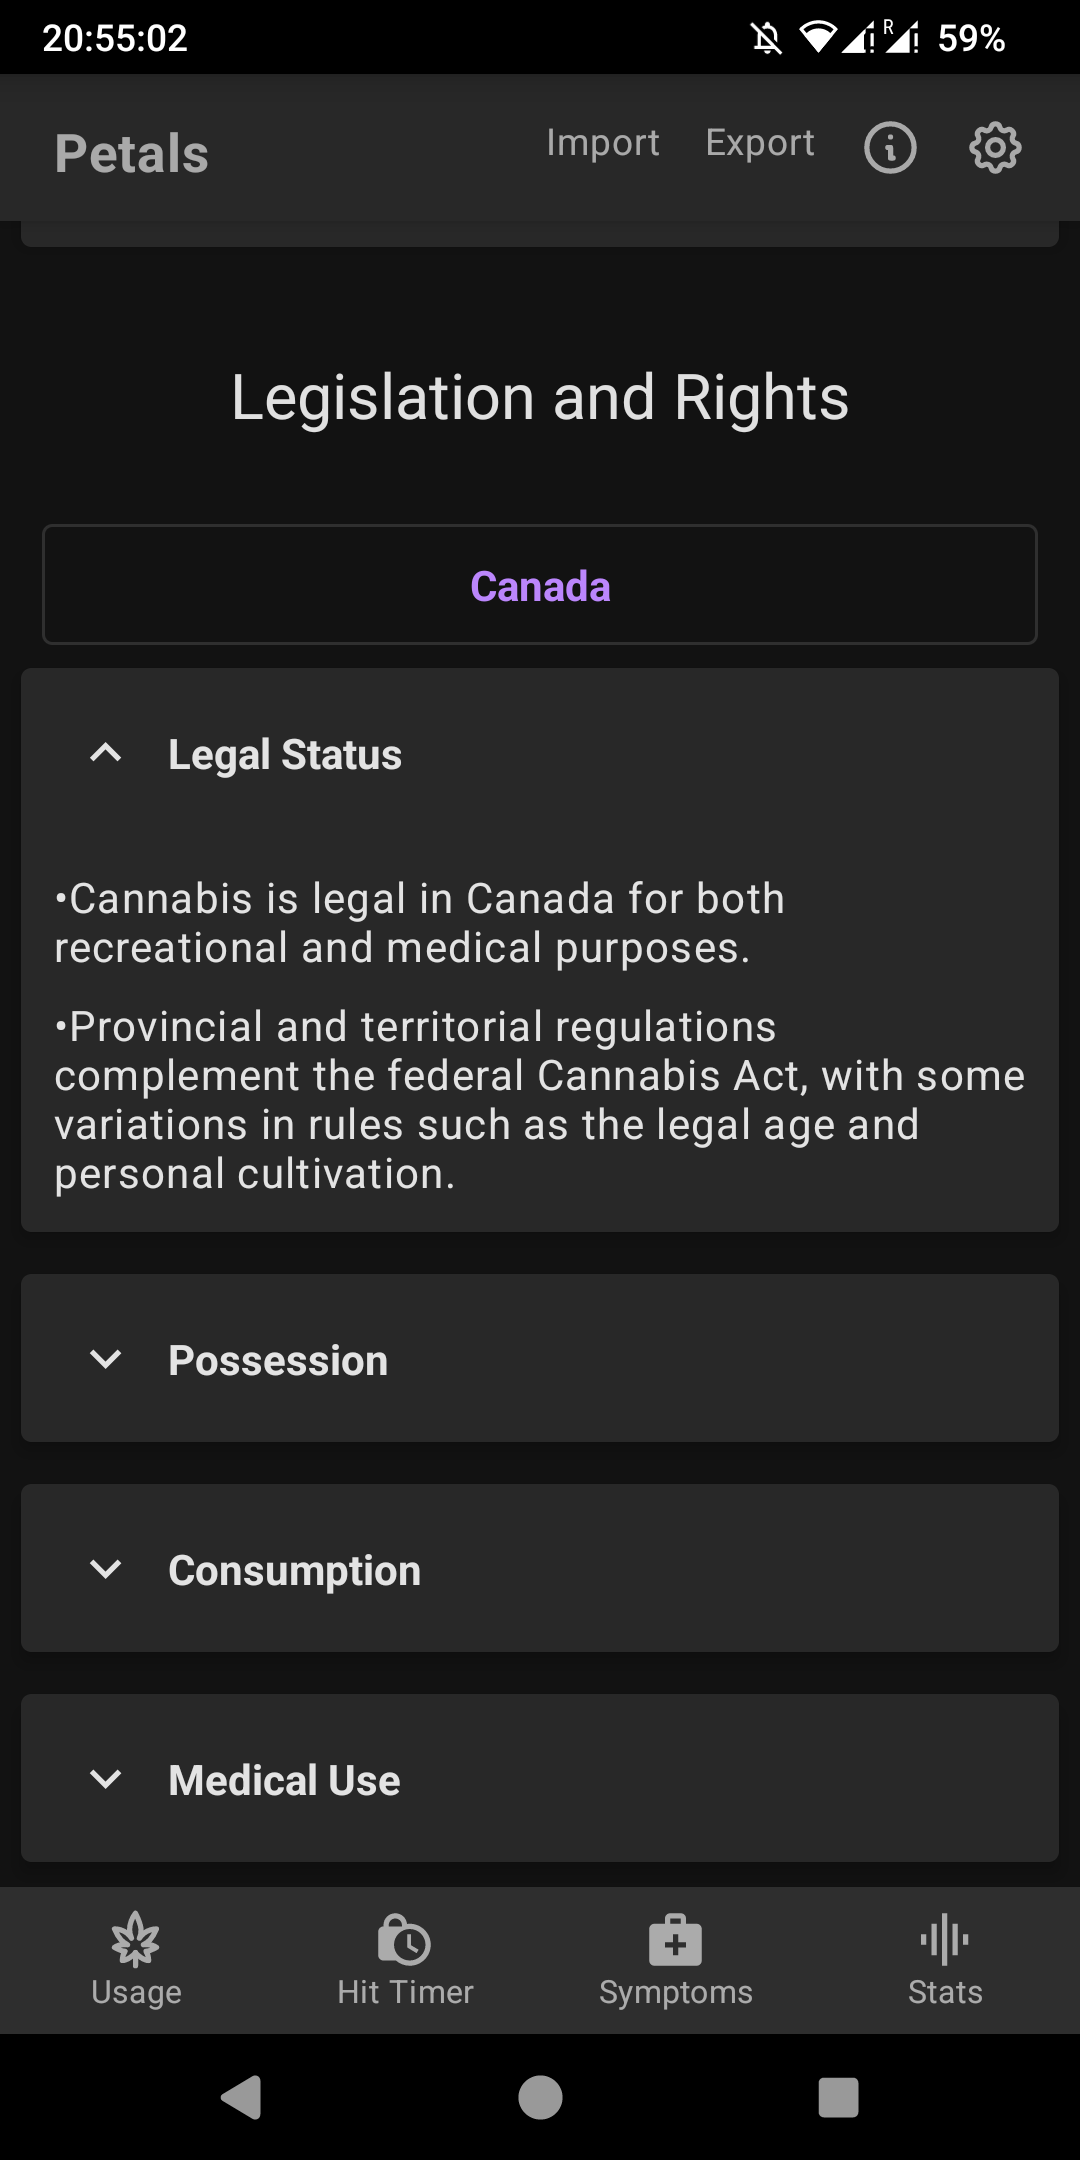 20:55:02
R
59%
Petals
Import
Export
Legislation and Rights
Canada
Legal Status
•Cannabis is legal in Canada for both
recreational and medical purposes.
•Provincial and territorial regulations
complement the federal Cannabis Act, with some
variations in rules such as the legal age and
personal cultivation.
Possession
Consumption
Medical Use
Usage
Hit Timer
Symptoms
Stats